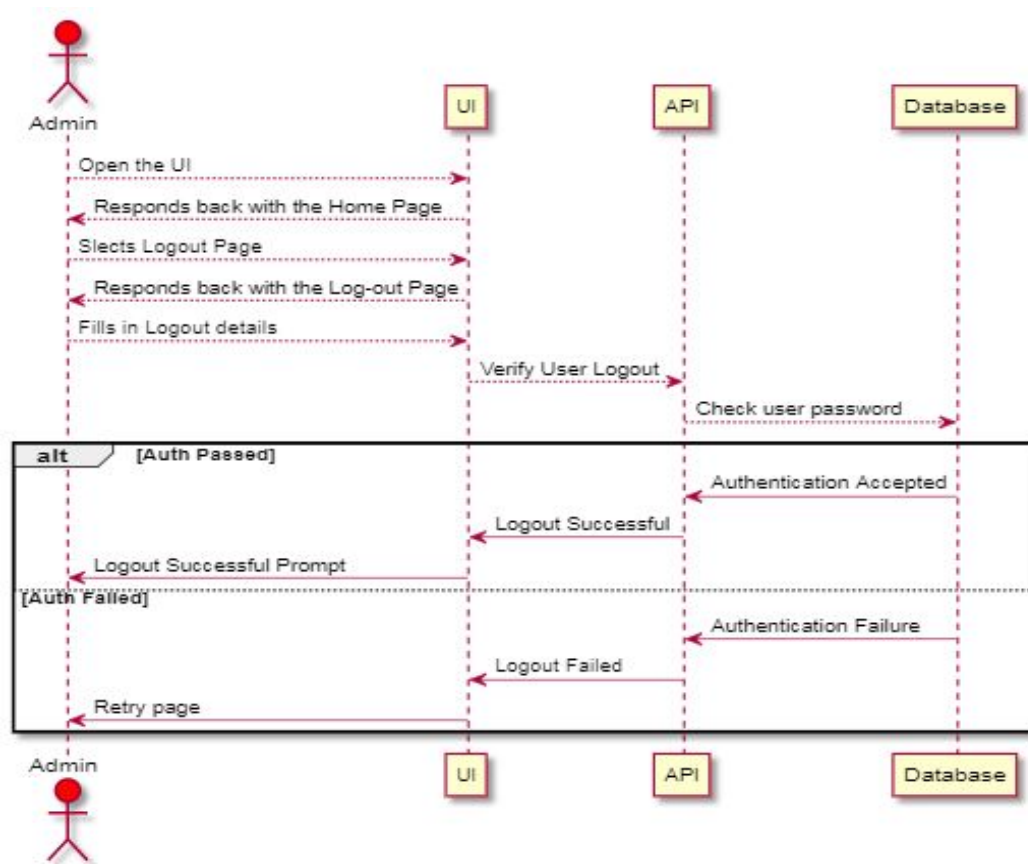 Admin
UI
API
Database
Open the UI
Responds back with the Home Page
Slects Logout Page
Responds back with the Log-out Page
Fills in Logout details
Verify User Logout
Check user password
alt [Auth Passed]
Authentication Accepted
Logout Successful
Logout Successful Prompt
[Auth Failed]
Authentication Failure
Logout Failed
Retry page
Admin
UI
API
Database